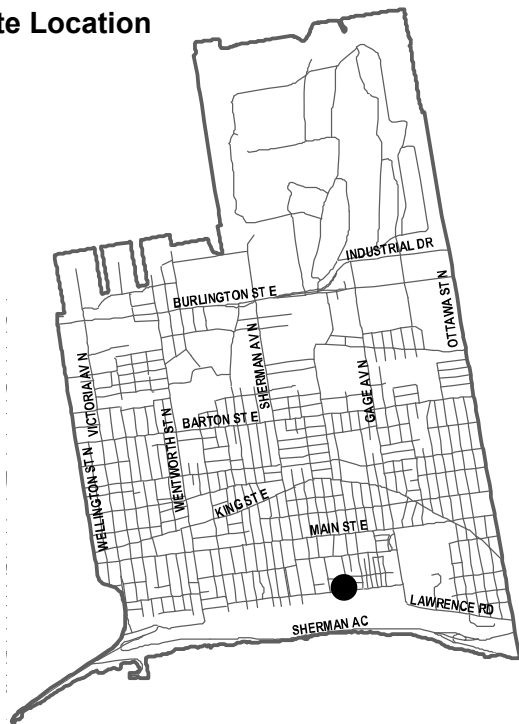 te Location
INDUSTRIAL DR
BURLINGTON ST E
OTTAWA ST N
SHERMAN AV N
VICTORIA AV N
GAGE AV N
WENTWORTH ST N
BARTON ST E
WELLINGTON ST N
KING ST E
MAIN ST E
LAWRENCE RD
SHERMAN AC